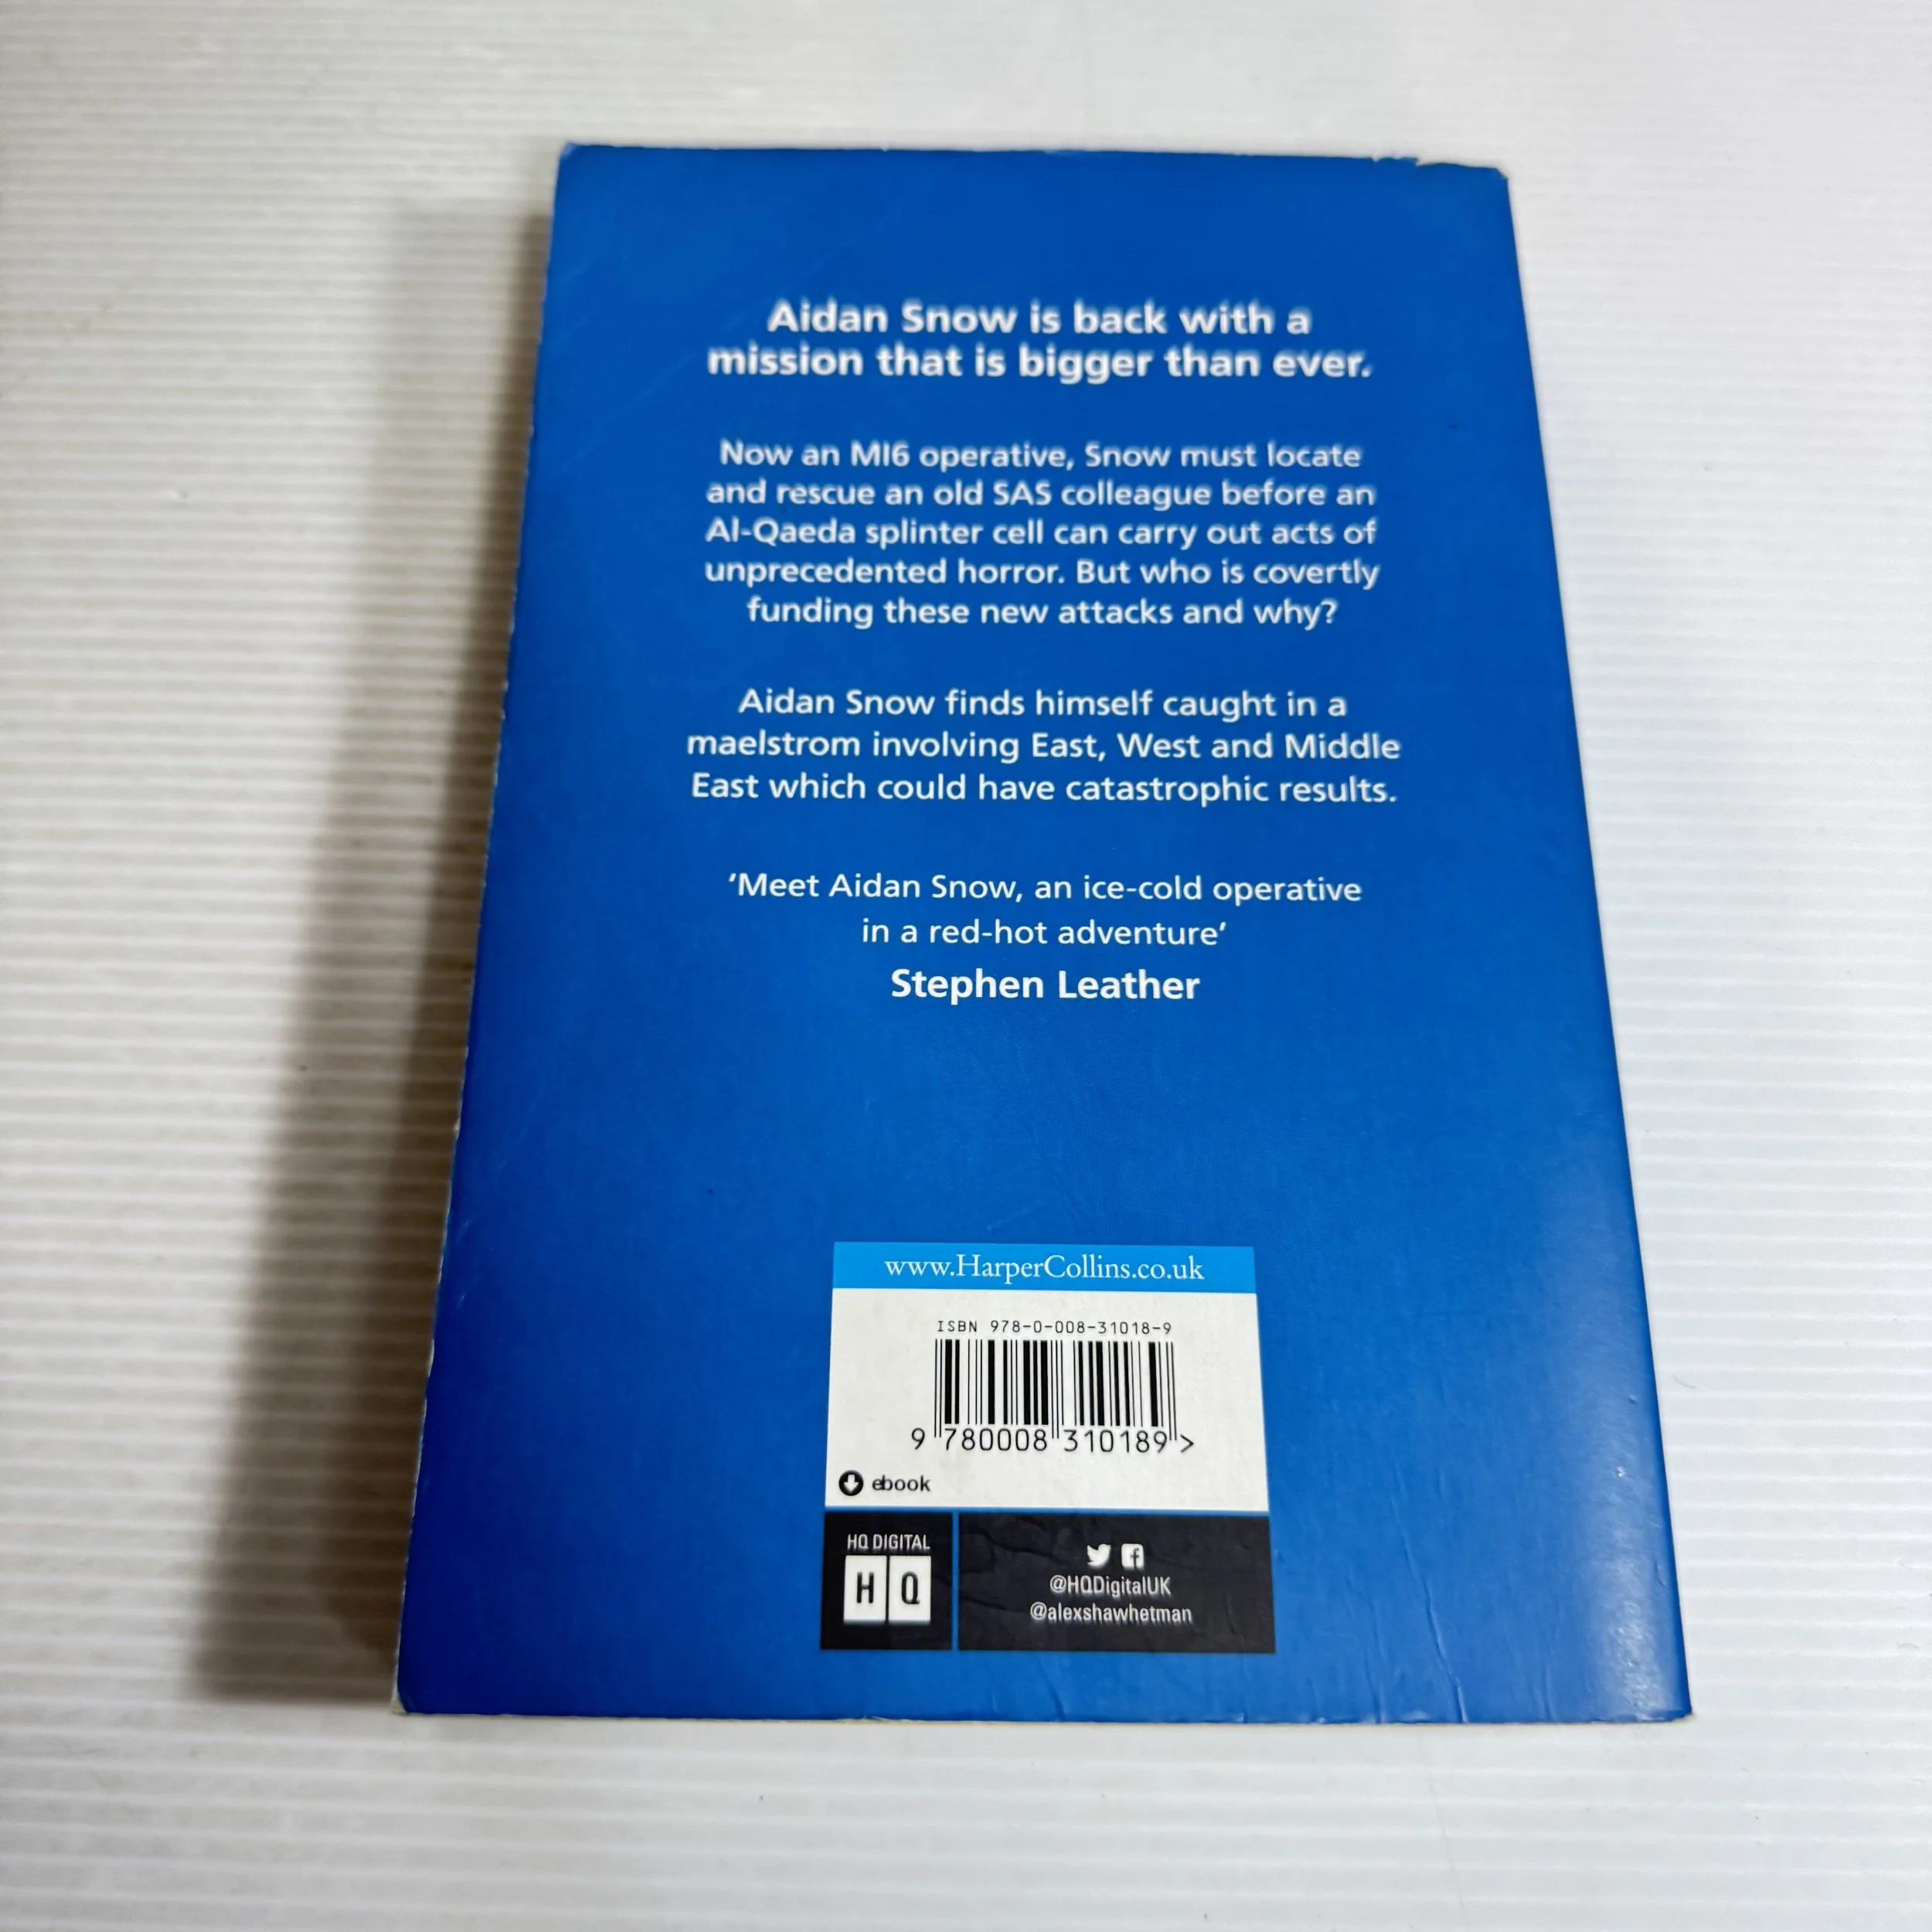 Aidan Snow is back with a
mission that is bigger than ever.
Now an MI6 operative, Snow must locate
and rescue an old SAS colleague before an
Al-Qaeda splinter cell can carry out acts of
unprecedented horror. But who is covertly
funding these new attacks and why?
Aidan Snow finds himself caught in a
maelstrom involving East, West and Middle
East which could have catastrophic results.
'Meet Aidan Snow, an ice-cold operative
in a red-hot adventure'
Stephen Leather
www.HarperCollins.co.uk
ISBN 978-0-008-31018-9
9 780008 310189 >
ebook
HQ DIGITAL
H Q
@HQDigitalUK
@alexshawhetman